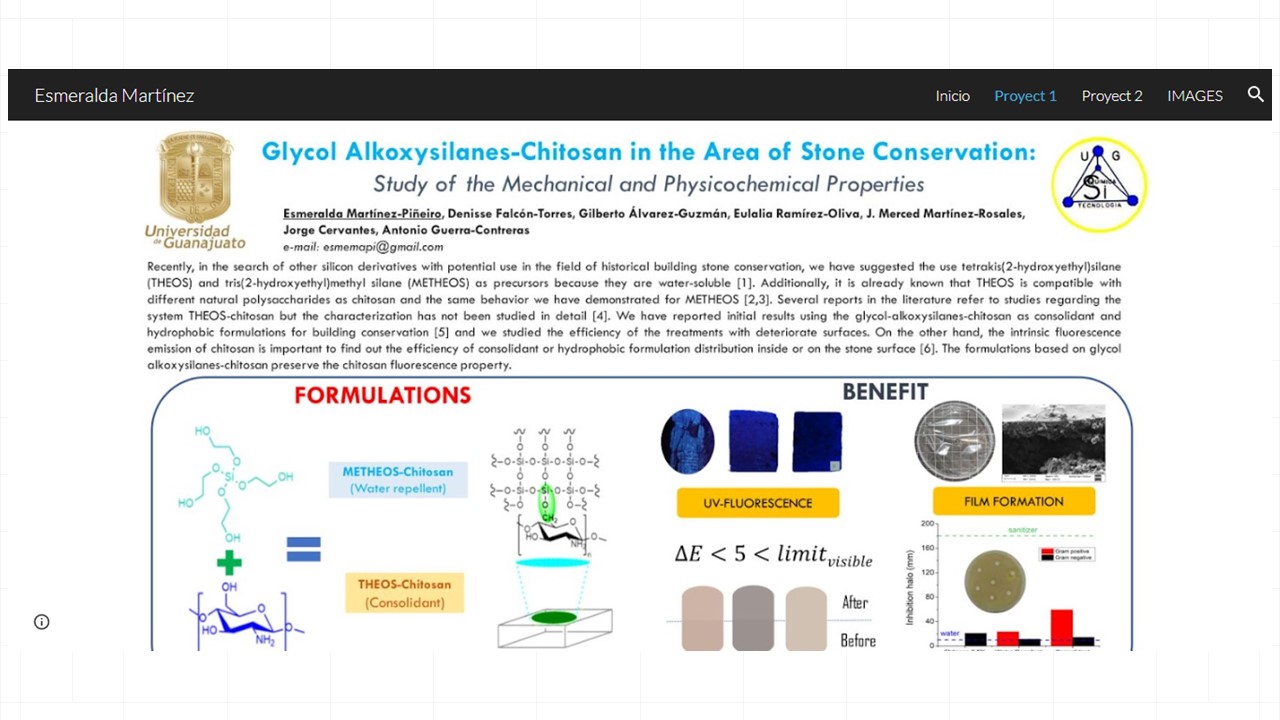 Esmeralda Martínez
Inicio
Proyect 1
Proyect 2
IMAGES
Universidad
de Guanajuato
Glycol Alkoxysilanes-Chitosan in the Area of Stone Conservation:
Study of the Mechanical and Physicochemical Properties
Esmeralda Martínez-Piñeiro, Denisse Falcón-Torres, Gilberto Álvarez-Guzmán, Eulalia Ramírez-Oliva, J. Merced Martínez-Rosales,
Jorge Cervantes, Antonio Guerra-Contreras
e-mail: esmemapi@gmail.com
U G
QUIMICA
Si
TECNOLOGIA
Recently, in the search of other silicon derivatives with potential use in the field of historical building stone conservation, we have suggested the use tetrakis(2-hydroxyethyl)silane
(THEOS) and tris(2-hydroxyethyl)methyl silane (METHEOS) as precursors because they are water-soluble [1]. Additionally, it is already known that THEOS is compatible with
different natural polysaccharides as chitosan and the same behavior we have demonstrated for METHEOS [2,3]. Several reports in the literature refer to studies regarding the
system THEOS-chitosan but the characterization has not been studied in detail [4]. We have reported initial results using the glycol-alkoxysilanes-chitosan as consolidant and
hydrophobic formulations for building conservation [5] and we studied the efficiency of the treatments with deteriorate surfaces. On the other hand, the intrinsic fluorescence
emission of chitosan is important to find out the efficiency of consolidant or hydrophobic formulation distribution inside or on the stone surface [6]. The formulations based on glycol
alkoxysilanes-chitosan preserve the chitosan fluorescence property.
FORMULATIONS
HO
O
O
Si
OH
O
O
HO
OH
OH
O
O
HO
NH2
METHEOS-Chitosan
(Water repellent)
THEOS-Chitosan
(Consolidant)
O O O
O-Si-O-Si-O-Si-O
O O O
O-Si-O-Si-O-Si-O
O O O
CH2
O
HO
NH2
O
n
BENEFIT
UV-FLUORESCENCE
FILM FORMATION
ΔE < 5 < limit visible
After
Before
sanitizer
Gram positive
Gram negative
Inhibition halo (mm)
200
160
120
80
40
0
water